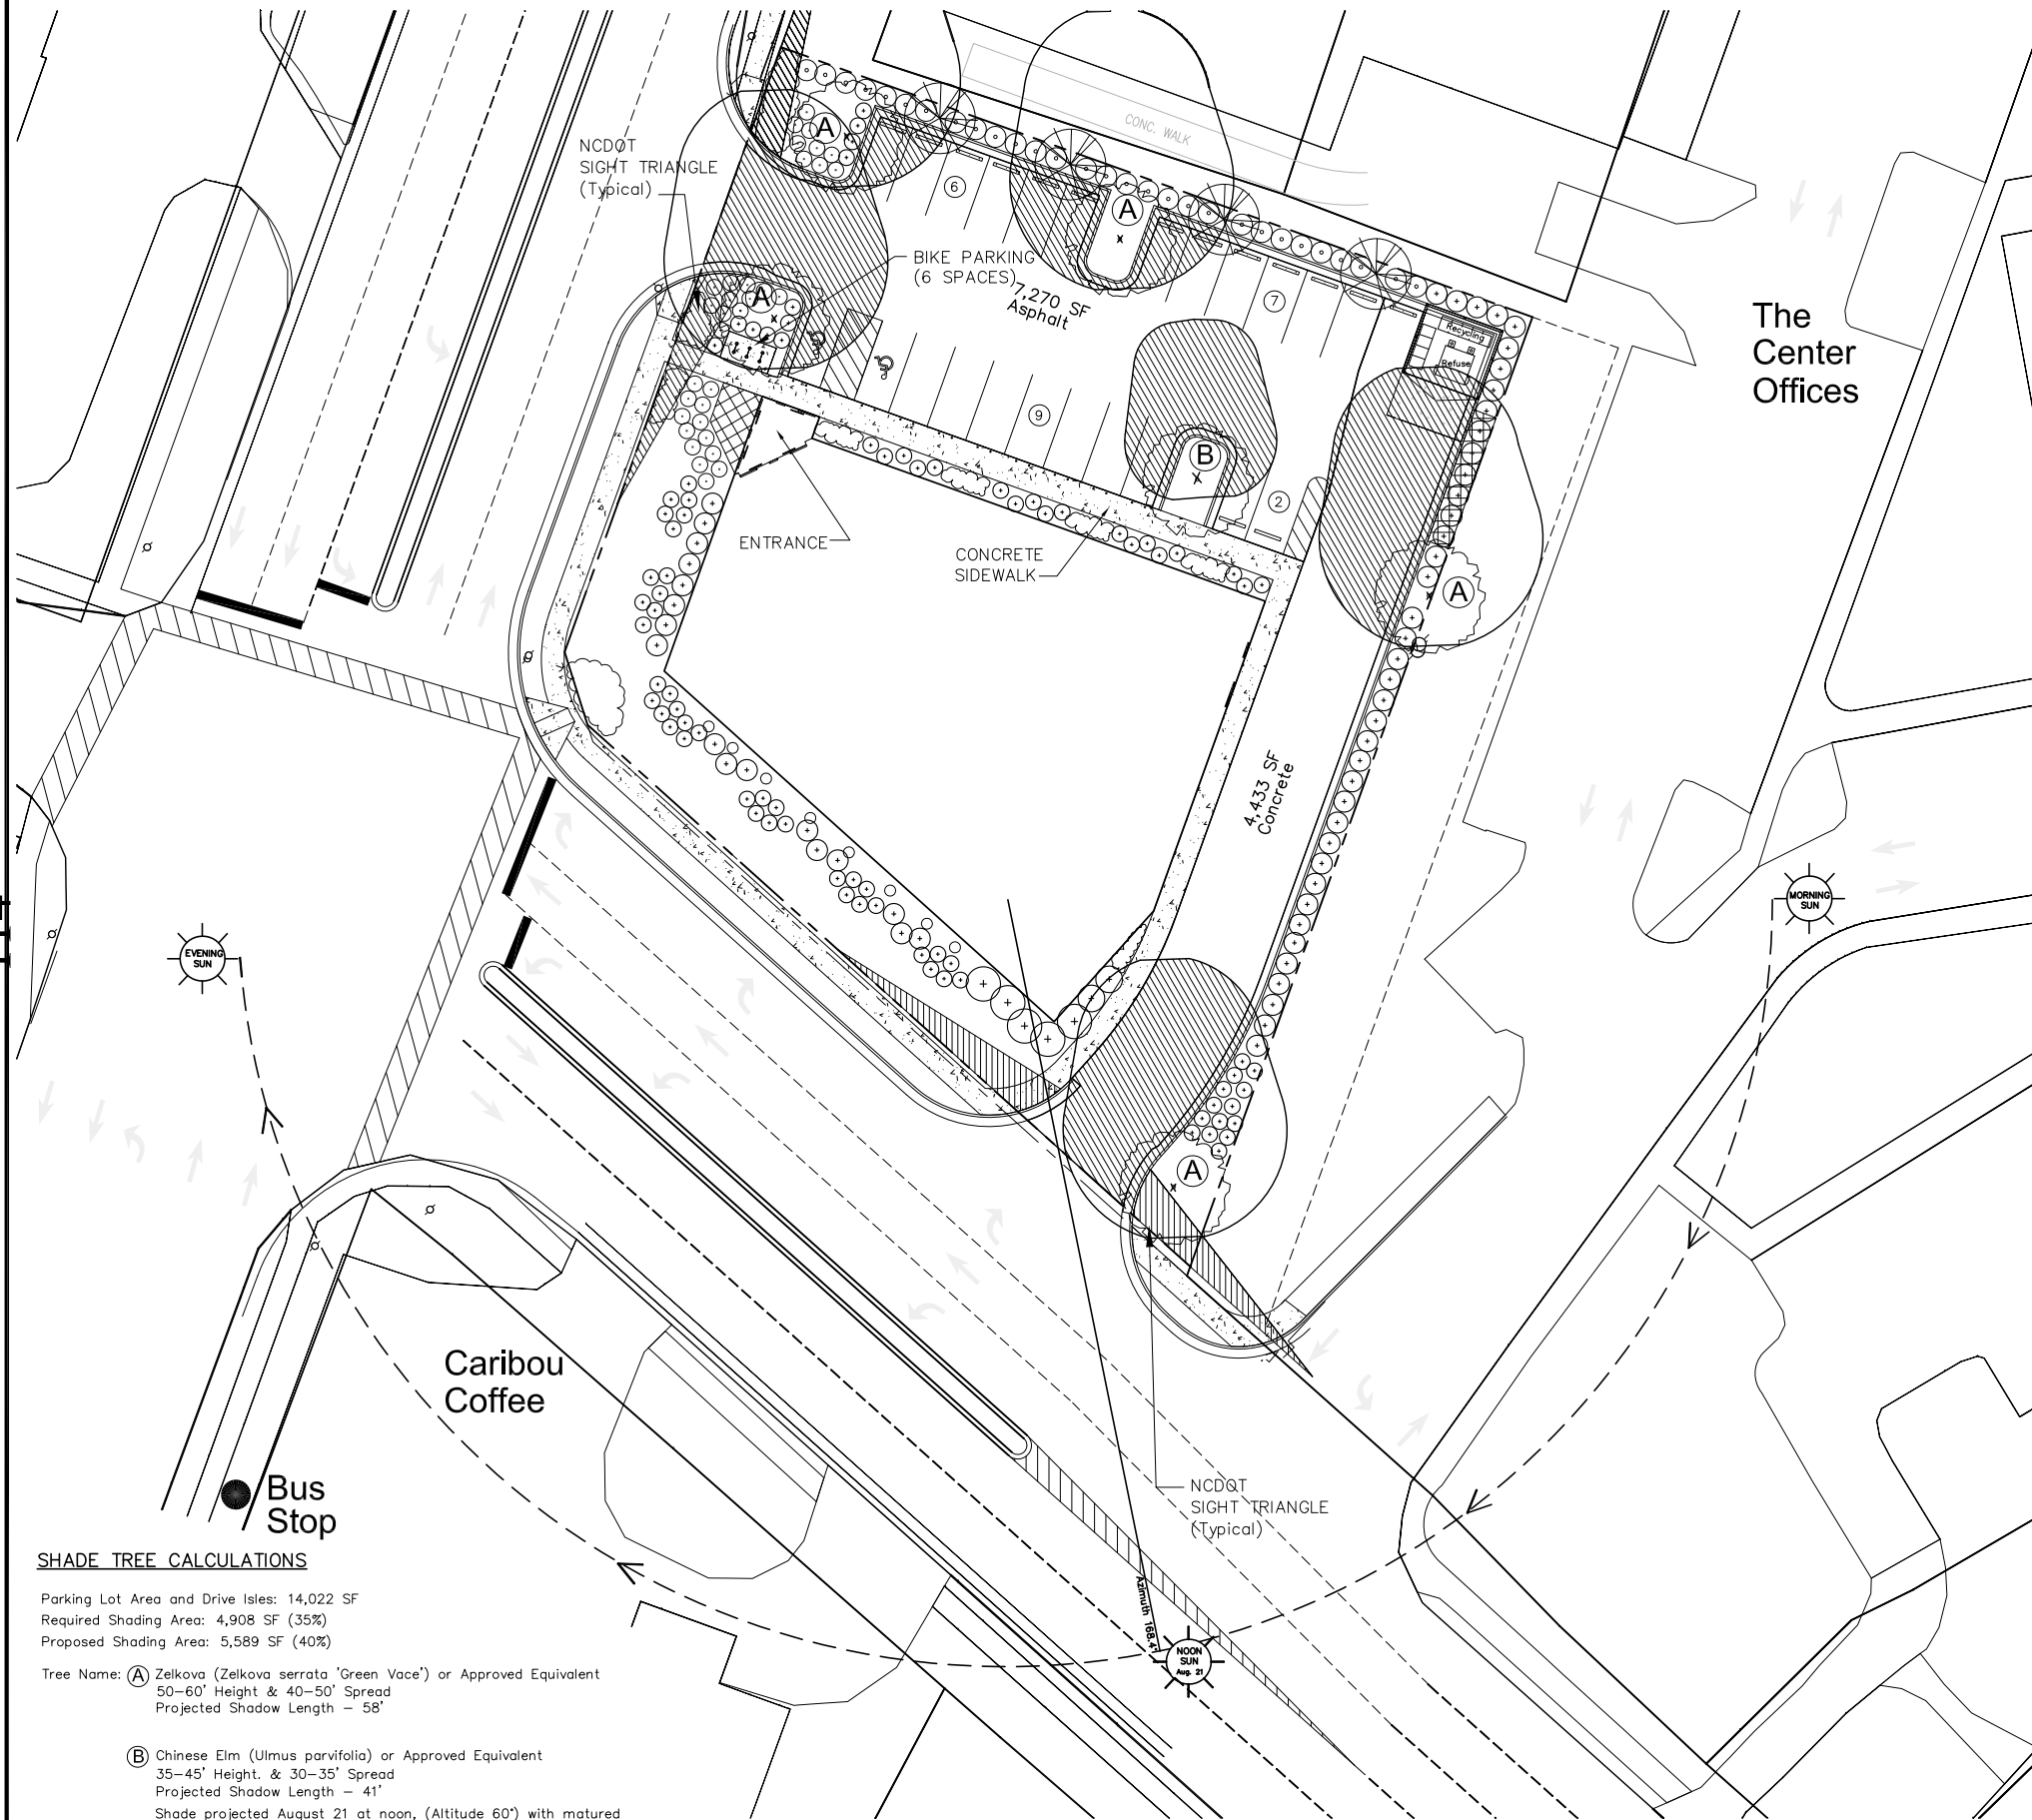 CONC. WALK
NCDOT
SIGHT TRIANGLE
(Typical)
A
A
6
BIKE PARKING
(6 SPACES)
7,270 SF
Asphalt
7
A
Recycling
Refuse
The
Center
Offices
9
B
2
ENTRANCE
CONCRETE
SIDEWALK
A
4,433 SF
Concrete
MORNING
SUN
EVENING
SUN
A
Caribou
Coffee
Bus
Stop
NCDOT
SIGHT TRIANGLE
(Typical)
Azimuth 168.4°
NOON
SUN
Aug. 21
SHADE TREE CALCULATIONS
Parking Lot Area and Drive Isles: 14,022 SF
Required Shading Area: 4,908 SF (35%)
Proposed Shading Area: 5,589 SF (40%)
Tree Name: A Zelkova (Zelkova serrata 'Green Vace') or Approved Equivalent
50-60' Height & 40-50' Spread
Projected Shadow Length - 58'
B Chinese Elm (Ulmus parvifolia) or Approved Equivalent
35-45' Height. & 30-35' Spread
Projected Shadow Length - 41'
Shade projected August 21 at noon, (Altitude 60°) with matured